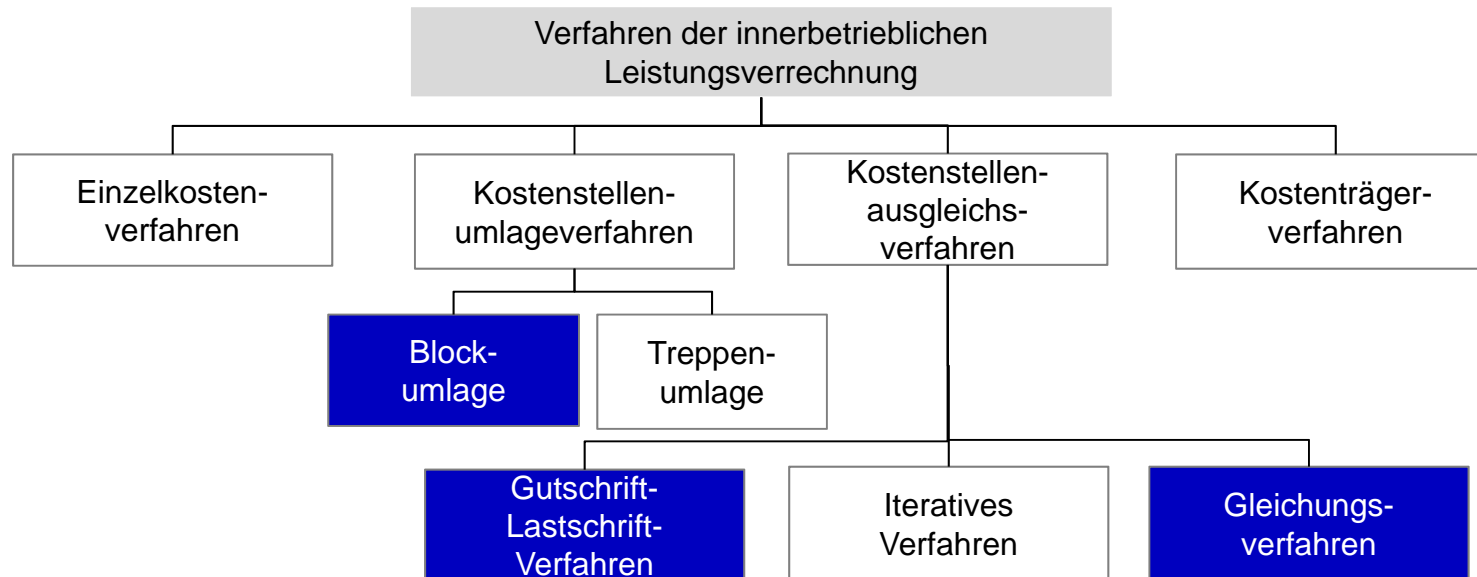 Verfahren der innerbetrieblichen
Leistungsverrechnung
Einzelkosten-
verfahren
Kostenstellen-
umlageverfahren
Kostenstellen-
ausgleichs-
verfahren
Kostenträger-
verfahren
Block-
umlage
Treppen-
umlage
Gutschrift-
Lastschrift-
Verfahren
Iteratives
Verfahren
Gleichungs-
verfahren